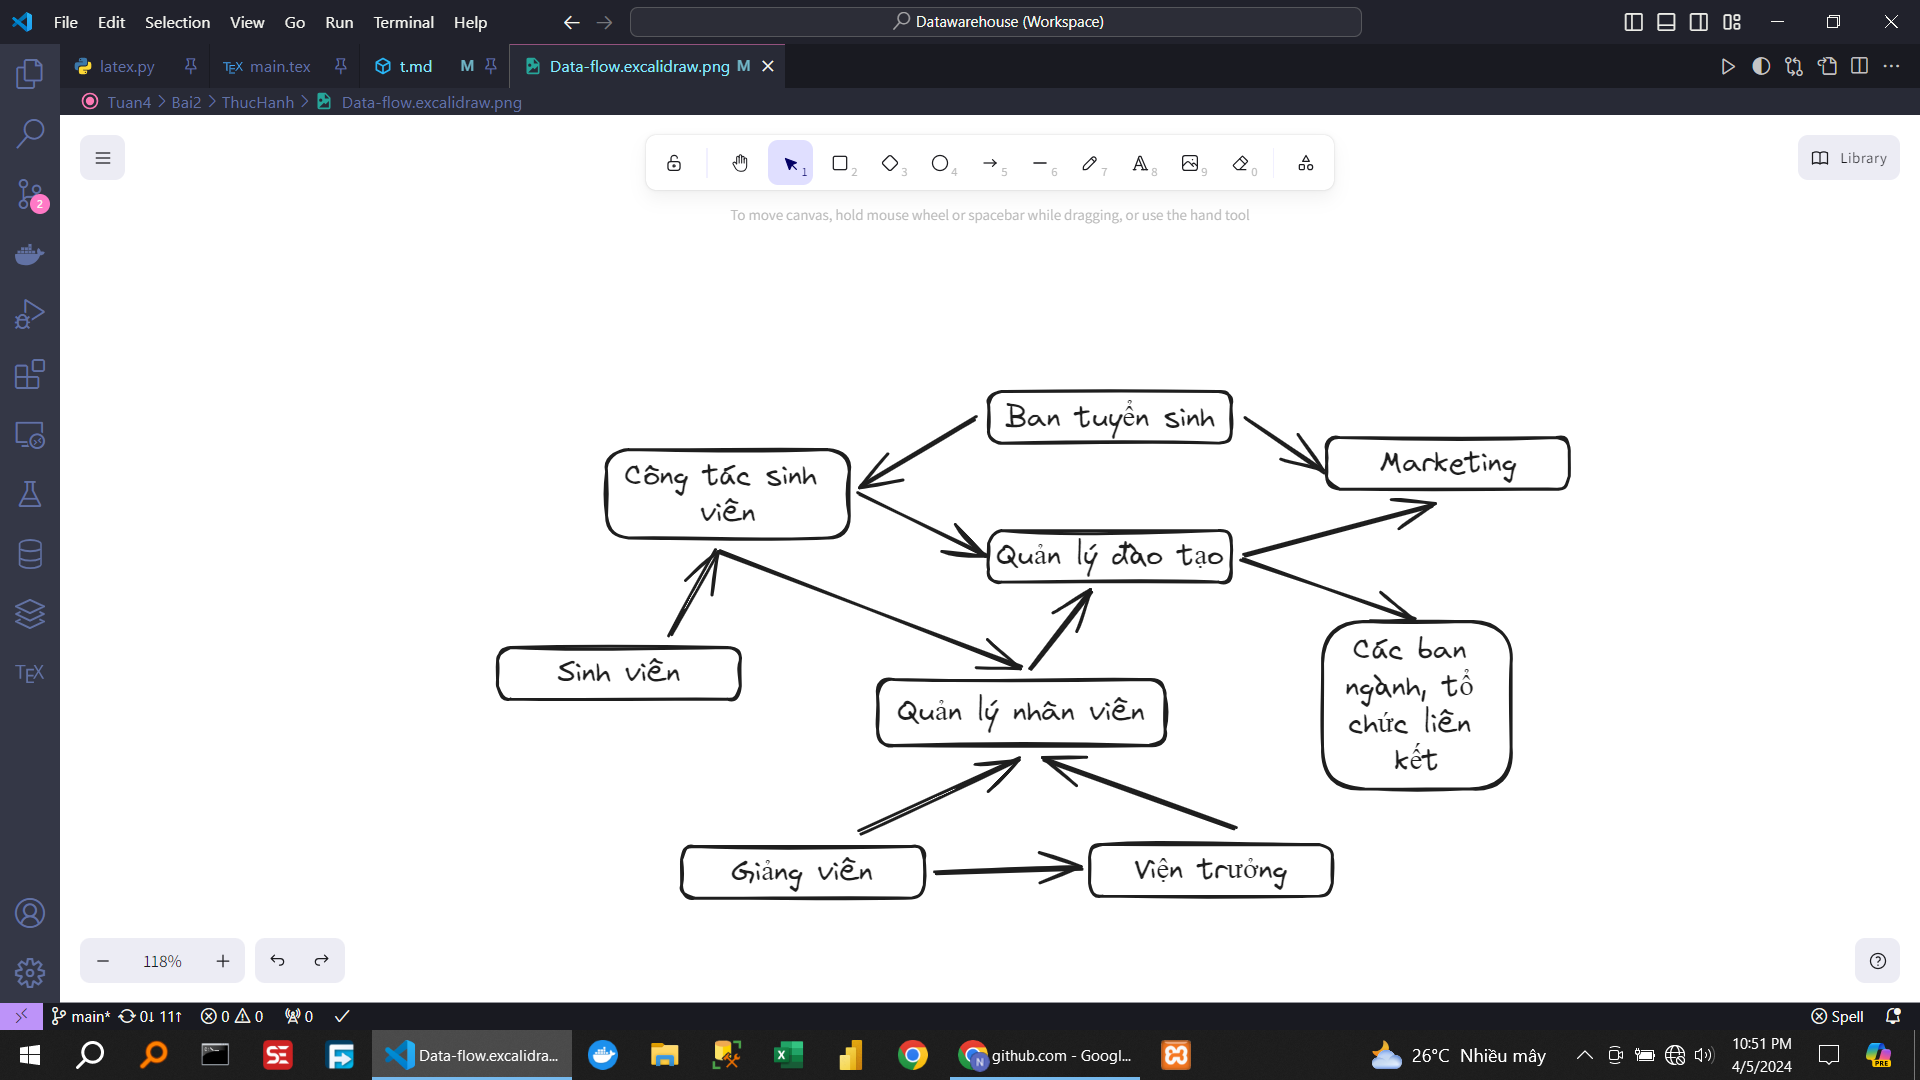 File Edit Selection View Go Run Terminal Help
Datawarehouse (Workspace)
latex.py
TEX main.tex
t.md M
Data-flow.excalidraw.png M
Tuan4 > Bai2 > ThucHanh > Data-flow.excalidraw.png
1 2 3 4 5 6 7 8 9 0
Library
To move canvas, hold mouse wheel or spacebar while dragging, or use the hand tool
2
Ban tuyển sinh
Marketing
Công tác sinh
viên
Quản lý đào tạo
Sinh viên
Các ban
ngành, tổ
chức liên
kết
Quản lý nhân viên
Giảng viên
Viện trưởng
TEX
118%
main* 0↓ 11↑ 0 0 0
Spell
SE
Data-flow.excalidra...
N github.com - Googl...
26°C Nhiều mây
10:51 PM
4/5/2024
PRE